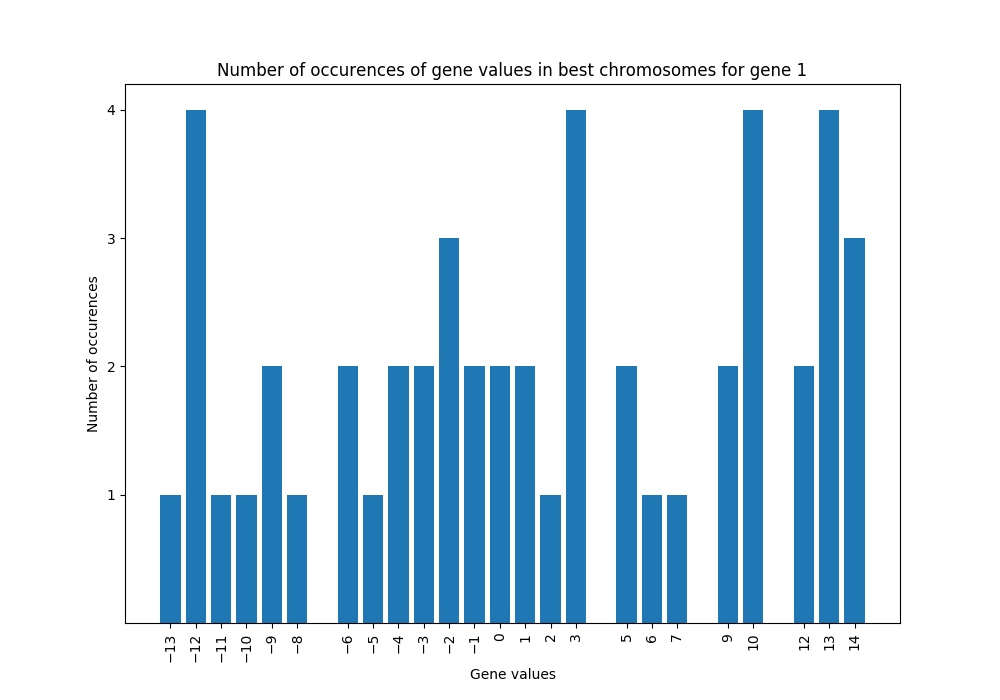 Number of occurences of gene values in best chromosomes for gene 1
4
3
2
1
Number of occurences
−13 −12 −11 −10 −9 −8 −6 −5 −4 −3 −2 −1 0 1 2 3 5 6 7 9 10 12 13 14
Gene values